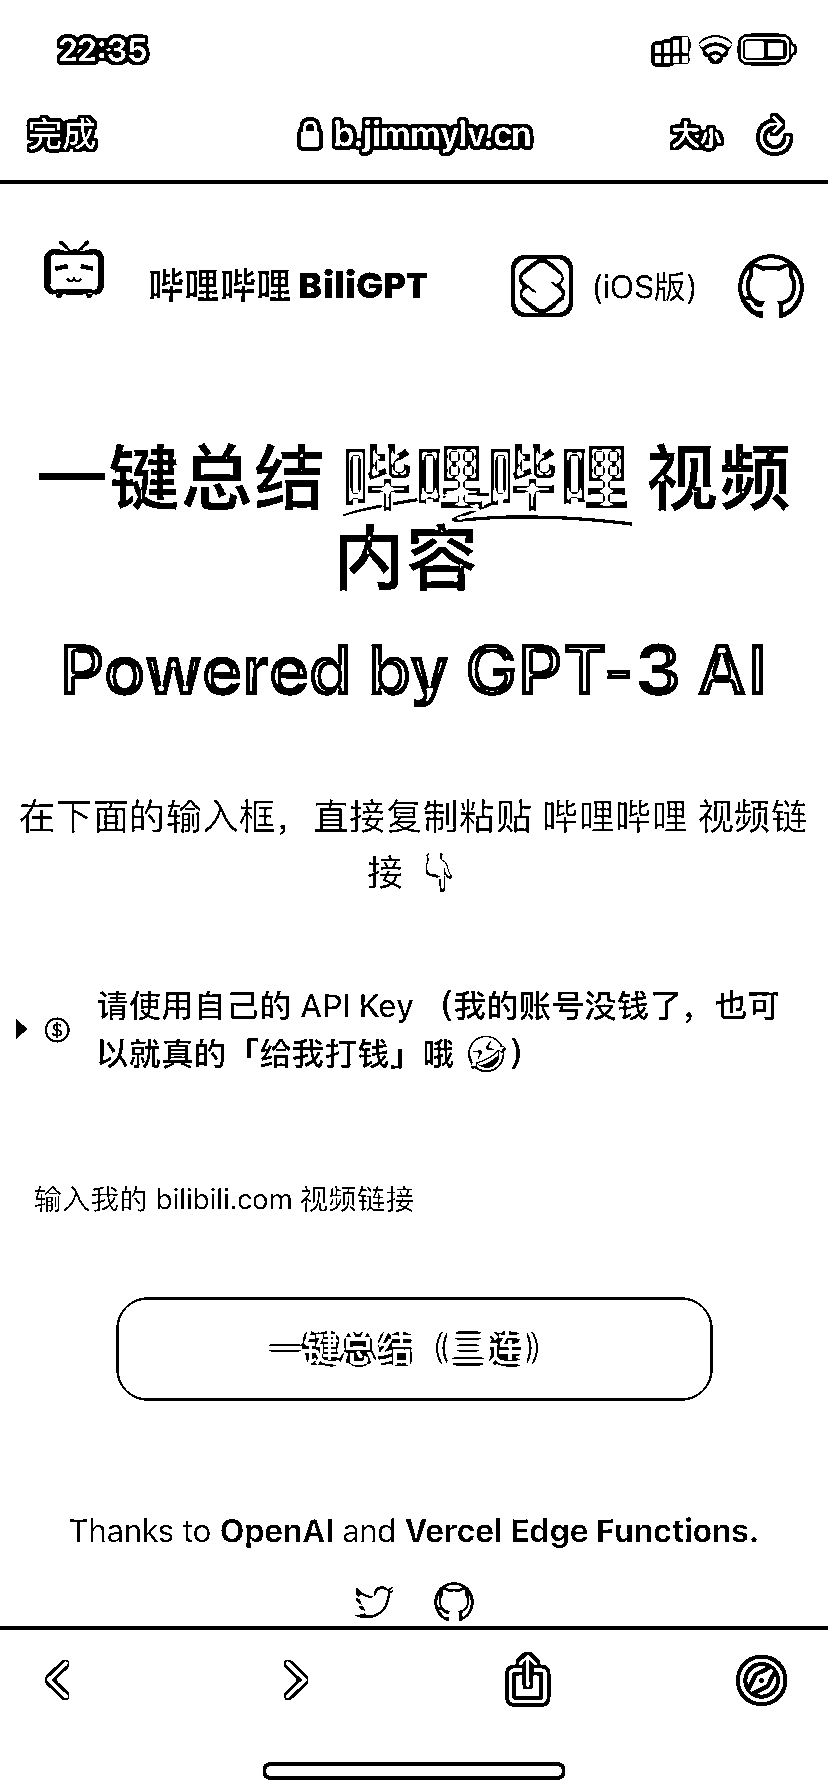 22:35
完成 b.jimmylv.cn 大小
哔哩哔哩 BiliGPT (iOS版)
一键总结 哔哩哔哩 视频
内容
Powered by GPT-3 AI
在下面的输入框，直接复制粘贴 哔哩哔哩 视频链
接 👇
请使用自己的 API Key （我的账号没钱了，也可
以就真的「给我打钱」哦 🤣）
输入我的 bilibili.com 视频链接
一键总结（三连）
Thanks to OpenAI and Vercel Edge Functions.